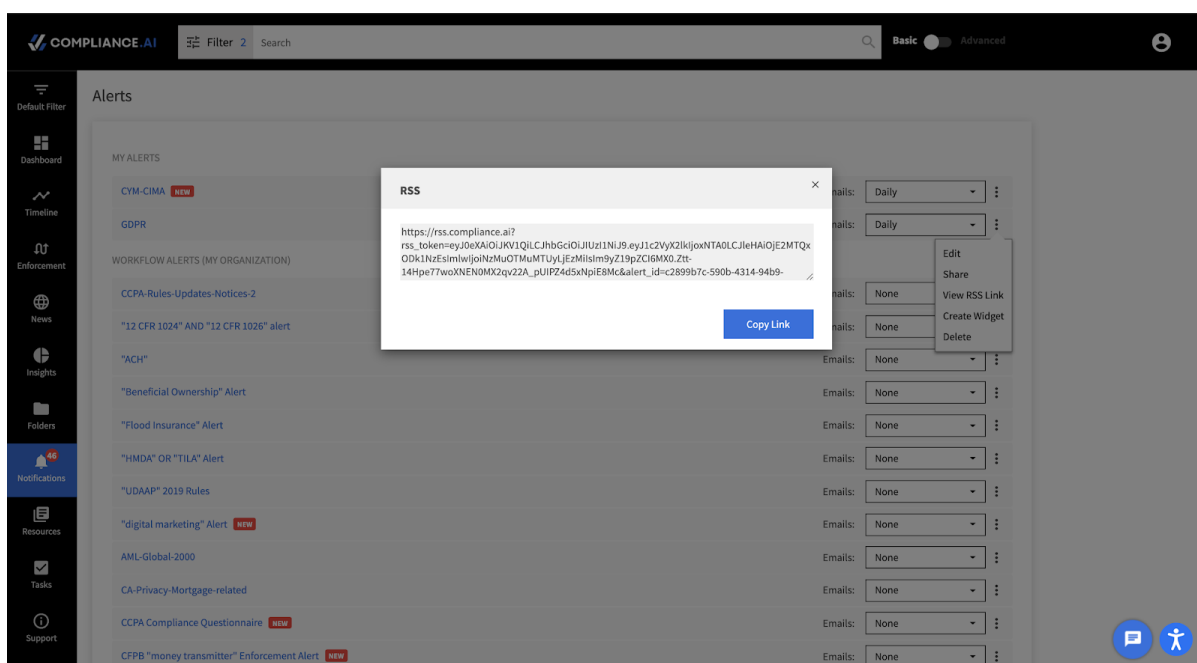 COMPLIANCE.AI
Filter 2
Search
Basic
Advanced
Default Filter
Dashboard
Timeline
Enforcement
News
Insights
Folders
46
Notifications
Resources
Tasks
Support
Alerts
MY ALERTS
CYM-CIMA NEW
Daily
GDPR
Daily
WORKFLOW ALERTS (MY ORGANIZATION)
CCPA-Rules-Updates-Notices-2
None
"12 CFR 1024" AND "12 CFR 1026" alert
None
"ACH"
Emails: None
"Beneficial Ownership" Alert
Emails: None
"Flood Insurance" Alert
Emails: None
"HMDA" OR "TILA" Alert
Emails: None
"UDAAP" 2019 Rules
Emails: None
"digital marketing" Alert NEW
Emails: None
AML-Global-2000
Emails: None
CA-Privacy-Mortgage-related
Emails: None
CCPA Compliance Questionnaire NEW
Emails: None
CFPB "money transmitter" Enforcement Alert NEW
Emails: None
RSS
https://rss.compliance.ai?
rss_token=eyJ0eXAiOiJKV1QiLCJhbGciOiJIUzI1NiJ9.eyJ1c2VyX2lkIjoxNTA0LCJleHAiOjE2MTQx
ODk1NzEsImlwIjoiNzMuOTMuMTUyLjEzMiIsIm9yZ19pZCI6MX0.Ztt-
14Hpe77woXNEN0MX2qv22A_pUIPZ4d5xNpiE8Mc&alert_id=c2899b7c-590b-4314-94b9-
Copy Link
Edit
Share
View RSS Link
Create Widget
Delete